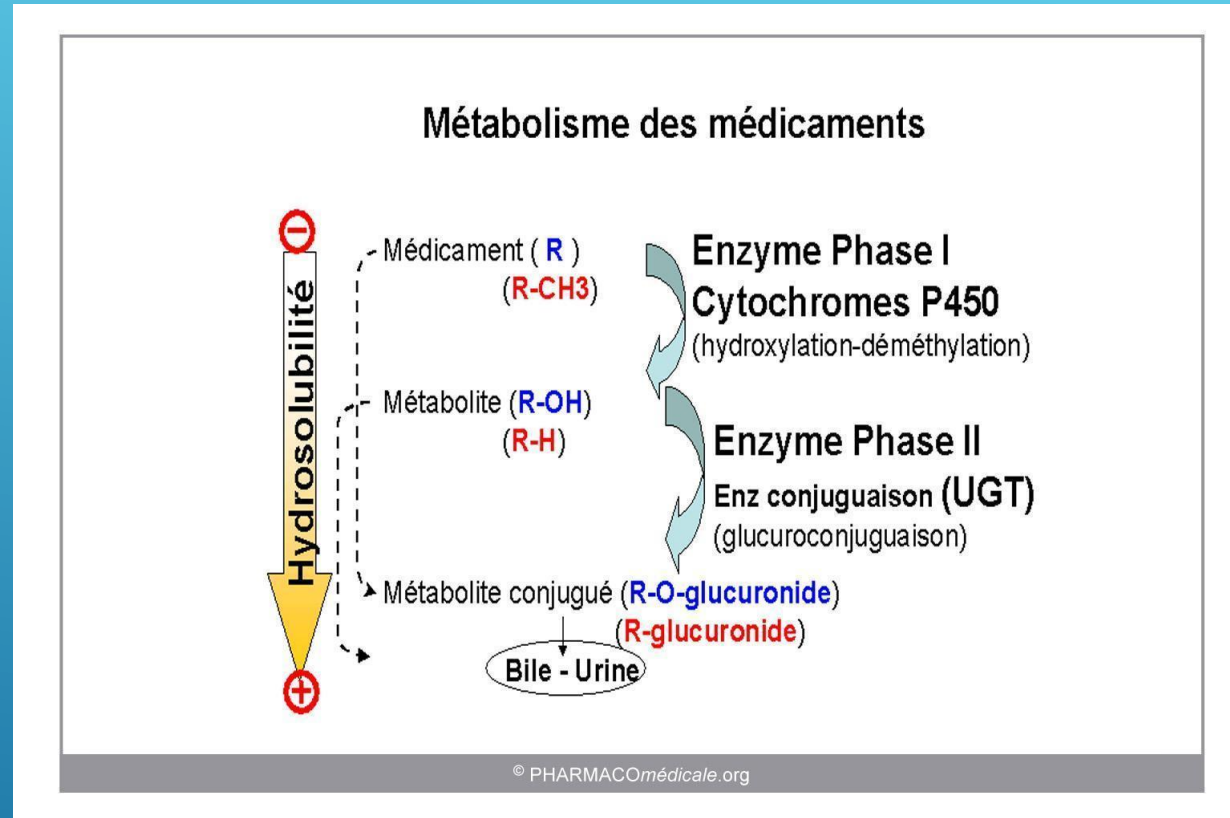 Métabolisme des médicaments
Hydrosolubilité
Médicament ( R )
(R-CH3)
Enzyme Phase I
Cytochromes P450
(hydroxylation-déméthylation)
Métabolite (R-OH)
(R-H)
Enzyme Phase II
Enz conjuguaison (UGT)
(glucuroconjuguaison)
Métabolite conjugué (R-O-glucuronide)
(R-glucuronide)
Bile - Urine
© PHARMACOmédicale.org